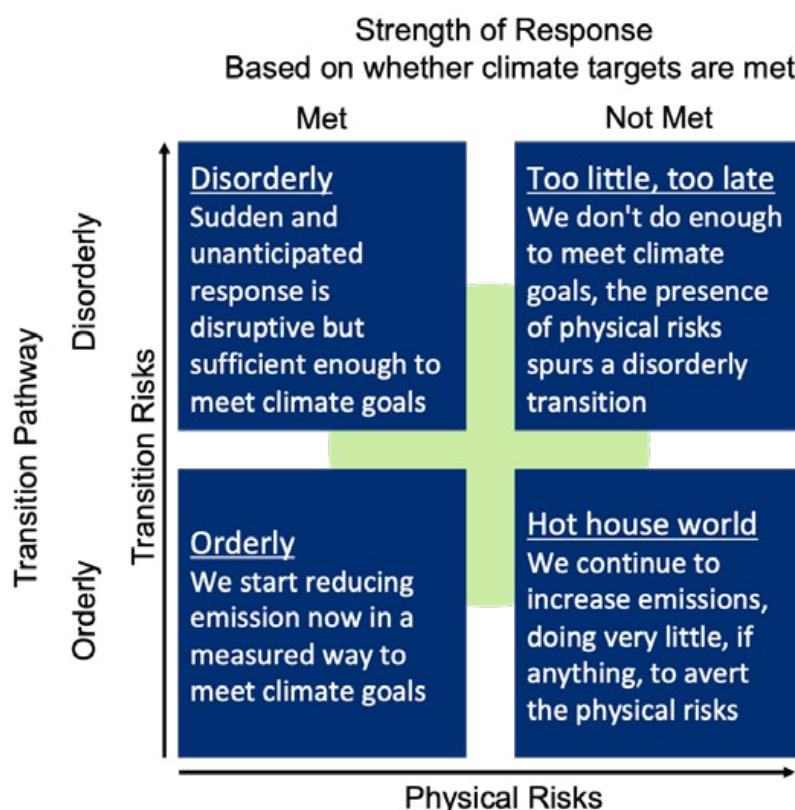 Strength of Response
Based on whether climate targets are met
Met
Not Met
Transition Pathway
Disorderly
Orderly
Transition Risks
Disorderly
Sudden and
unanticipated
response is
disruptive but
sufficient enough to
meet climate goals
Too little, too late
We don't do enough
to meet climate
goals, the presence
of physical risks
spurs a disorderly
transition
Orderly
We start reducing
emission now in a
measured way to
meet climate goals
Hot house world
We continue to
increase emissions,
doing very little, if
anything, to avert
the physical risks
Physical Risks